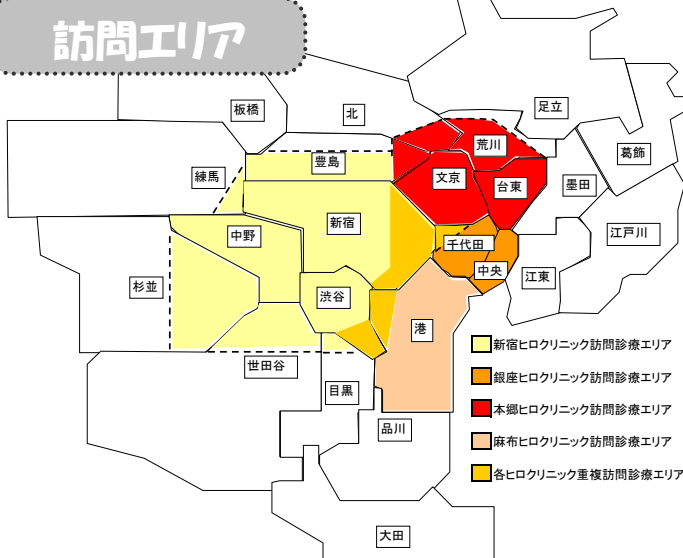 訪問エリア
足立
板橋
北
荒川
葛飾
豊島
練馬
文京
台東
墨田
新宿
中野
千代田
江戸川
中央
江東
杉並
渋谷
港
新宿ヒロクリニック訪問診療エリア
世田谷
銀座ヒロクリニック訪問診療エリア
目黒
本郷ヒロクリニック訪問診療エリア
品川
麻布ヒロクリニック訪問診療エリア
各ヒロクリニック重複訪問診療エリア
大田